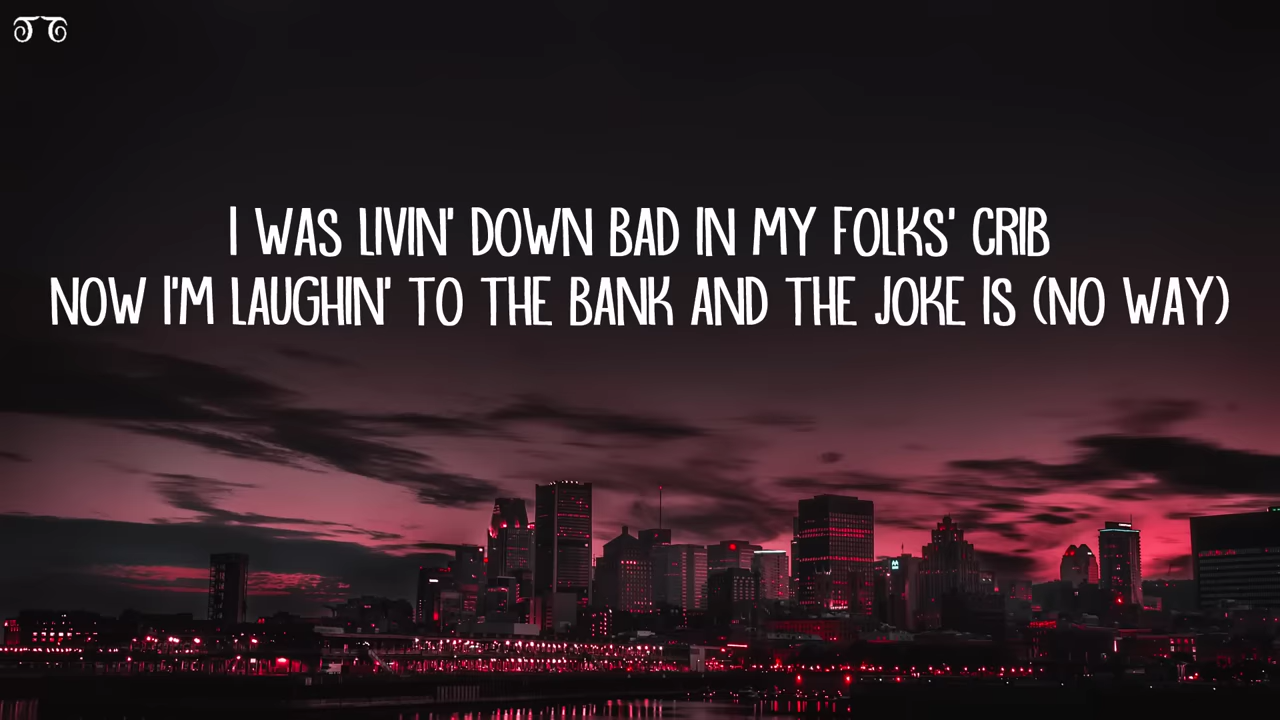 I WAS LIVIN' DOWN BAD IN MY FOLKS' CRIB
NOW I'M LAUGHIN' TO THE BANK AND THE JOKE IS (NO WAY)